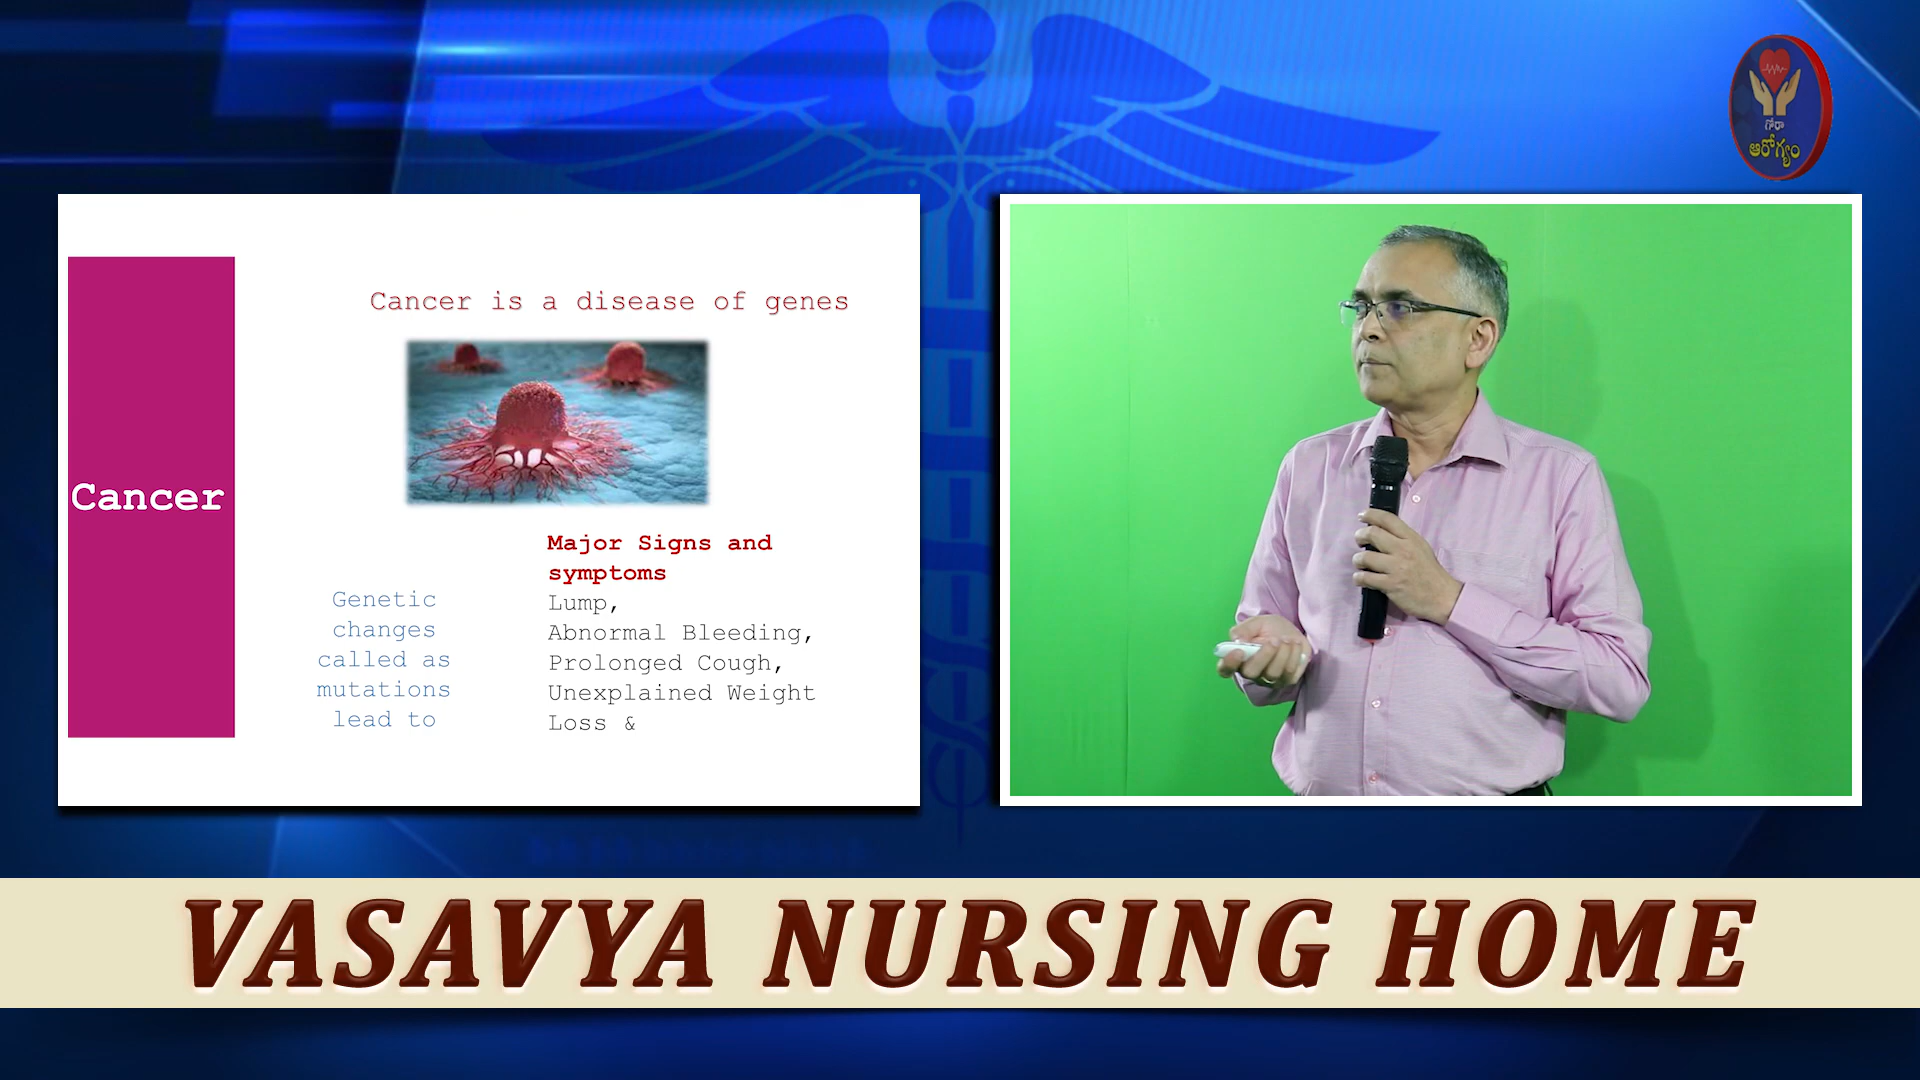 గోరా
ఆరోగ్యం
Cancer
Cancer is a disease of genes
Genetic
changes
called as
mutations
lead to
Major Signs and
symptoms
Lump,
Abnormal Bleeding,
Prolonged Cough,
Unexplained Weight
Loss &
VASAVYA NURSING HOME